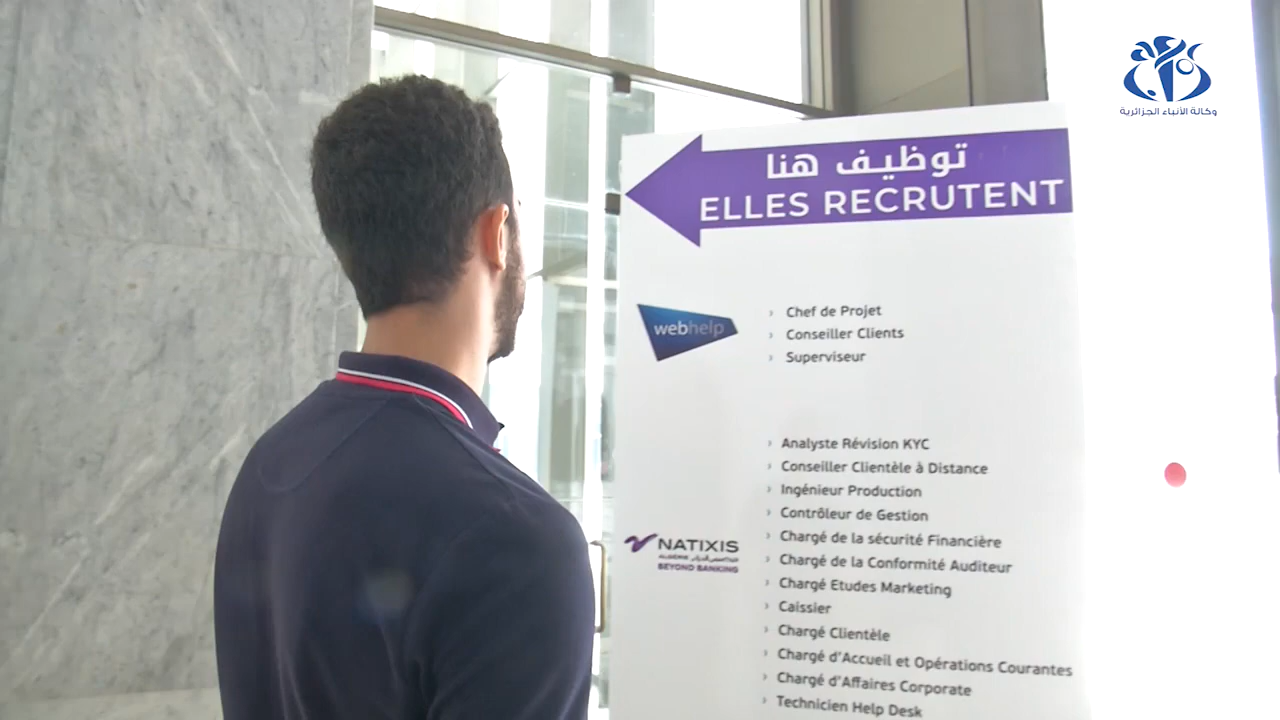 وكالة الأنباء الجزائرية
توظيف هنا
ELLES RECRUTENT
webhelp
› Chef de Projet
› Conseiller Clients
› Superviseur
NATIXIS
BEYOND BANKING
› Analyste Révision KYC
› Conseiller Clientèle à Distance
› Ingénieur Production
› Contrôleur de Gestion
› Chargé de la sécurité Financière
› Chargé de la Conformité Auditeur
› Chargé Etudes Marketing
› Caissier
› Chargé Clientèle
› Chargé d'Accueil et Opérations Courantes
› Chargé d'Affaires Corporate
› Technicien Help Desk